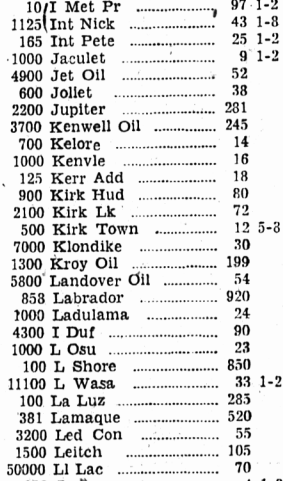 10 I Met Pr ................ 97 1-2
1125 Int Nick ................ 43 1-8
165 Int Pete ................ 25 1-2
1000 Jaculet ................ 9 1-2
4900 Jet Oil ................ 52
600 Joliet ................ 38
2200 Jupiter ................ 281
3700 Kenwell Oil ................ 245
700 Kelore ................ 14
1000 Kenvle ................ 16
125 Kerr Add ................ 18
900 Kirk Hud ................ 80
2100 Kirk Lk ................ 72
500 Kirk Town ................ 12 5-8
7000 Klondike ................ 30
1300 Kroy Oil ................ 199
5800 Landover Oil ................ 54
858 Labrador ................ 920
1000 Ladulama ................ 24
4300 I Duf ................ 90
1000 L Osu ................ 23
100 L Shore ................ 850
11100 L Wasa ................ 33 1-2
100 La Luz ................ 285
381 Lamaque ................ 520
3200 Led Con ................ 55
1500 Leitch ................ 105
50000 Ll Lac ................ 70